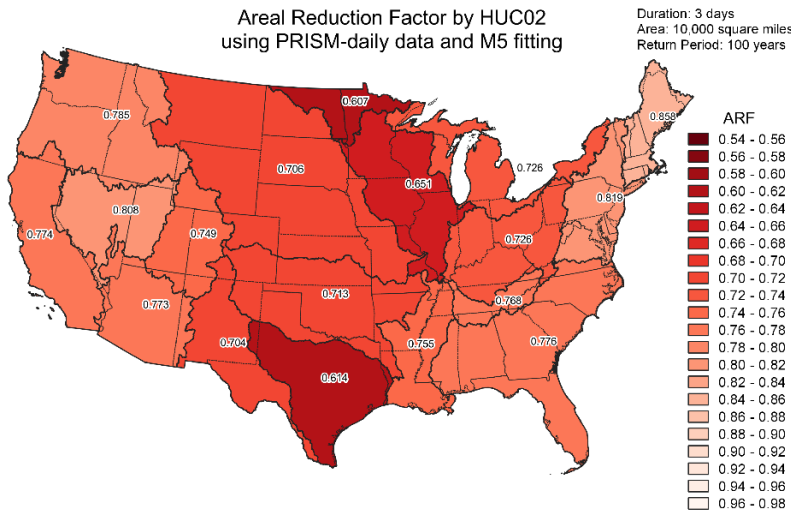 Areal Reduction Factor by HUC02
using PRISM-daily data and M5 fitting
Duration: 3 days
Area: 10,000 square miles
Return Period: 100 years
0.607
0.785
0.858
0.706
0.726
0.651
0.808
0.819
0.774
0.749
0.726
0.773
0.713
0.768
0.704
0.755
0.776
0.614
ARF
0.54 - 0.56
0.56 - 0.58
0.58 - 0.60
0.60 - 0.62
0.62 - 0.64
0.64 - 0.66
0.66 - 0.68
0.68 - 0.70
0.70 - 0.72
0.72 - 0.74
0.74 - 0.76
0.76 - 0.78
0.78 - 0.80
0.80 - 0.82
0.82 - 0.84
0.84 - 0.86
0.86 - 0.88
0.88 - 0.90
0.90 - 0.92
0.92 - 0.94
0.94 - 0.96
0.96 - 0.98